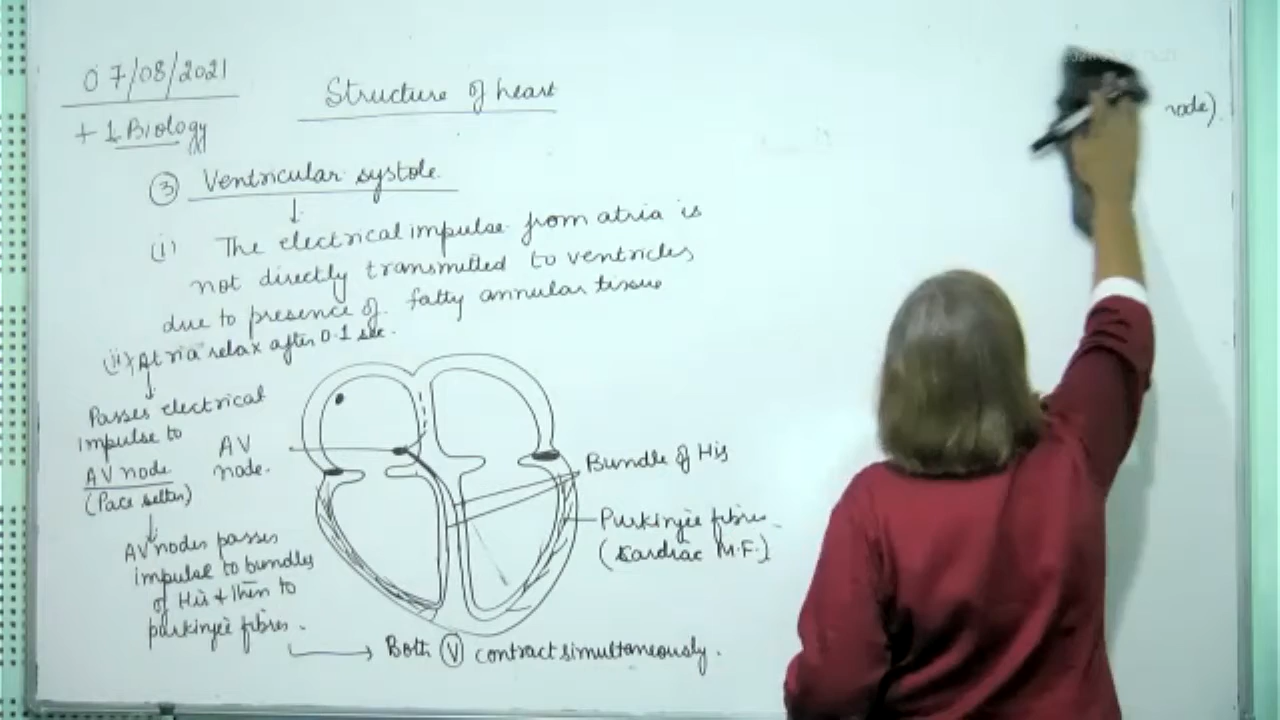 07/08/2021
+1 Biology
Structure of heart
③ Ventricular systole.
(i) The electrical impulse from atria is
not directly transmitted to ventricles
due to presence of fatty annular tissue
(ii) Atria relax after 0.1 sec.
Passes electrical
impulse to
AV node
(Pace setter)
AV nodes passes
impulse to bundles
of His & then to
purkinjee fibres.
Both Ⓥ contract simultaneously.
AV
node.
Bundle of His
Purkinjee fibres
(Cardiac M.F.)
node).